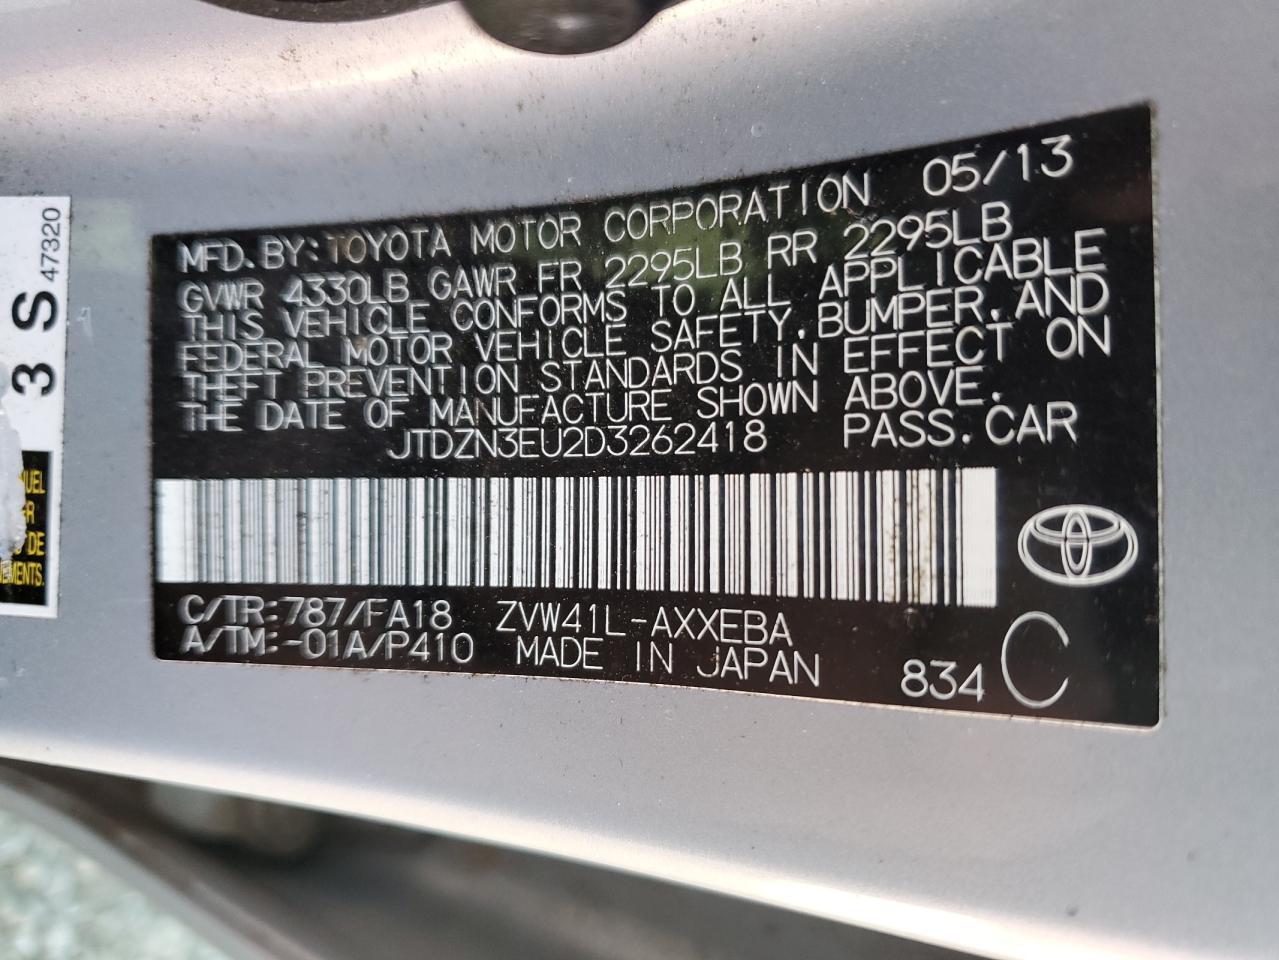 MFD. BY: TOYOTA MOTOR CORPORATION 05/13
GVWR 4330LB GAWR FR 2295LB RR 2295LB
THIS VEHICLE CONFORMS TO ALL APPLICABLE
FEDERAL MOTOR VEHICLE SAFETY, BUMPER, AND
THEFT PREVENTION STANDARDS IN EFFECT ON
THE DATE OF MANUFACTURE SHOWN ABOVE.
JTDZN3EU2D3262418 PASS. CAR
C/TR: 787/FA18 ZVW41L-AXXEBA
A/TM: -01A/P410 MADE IN JAPAN 834 C
3 S 47320
DE